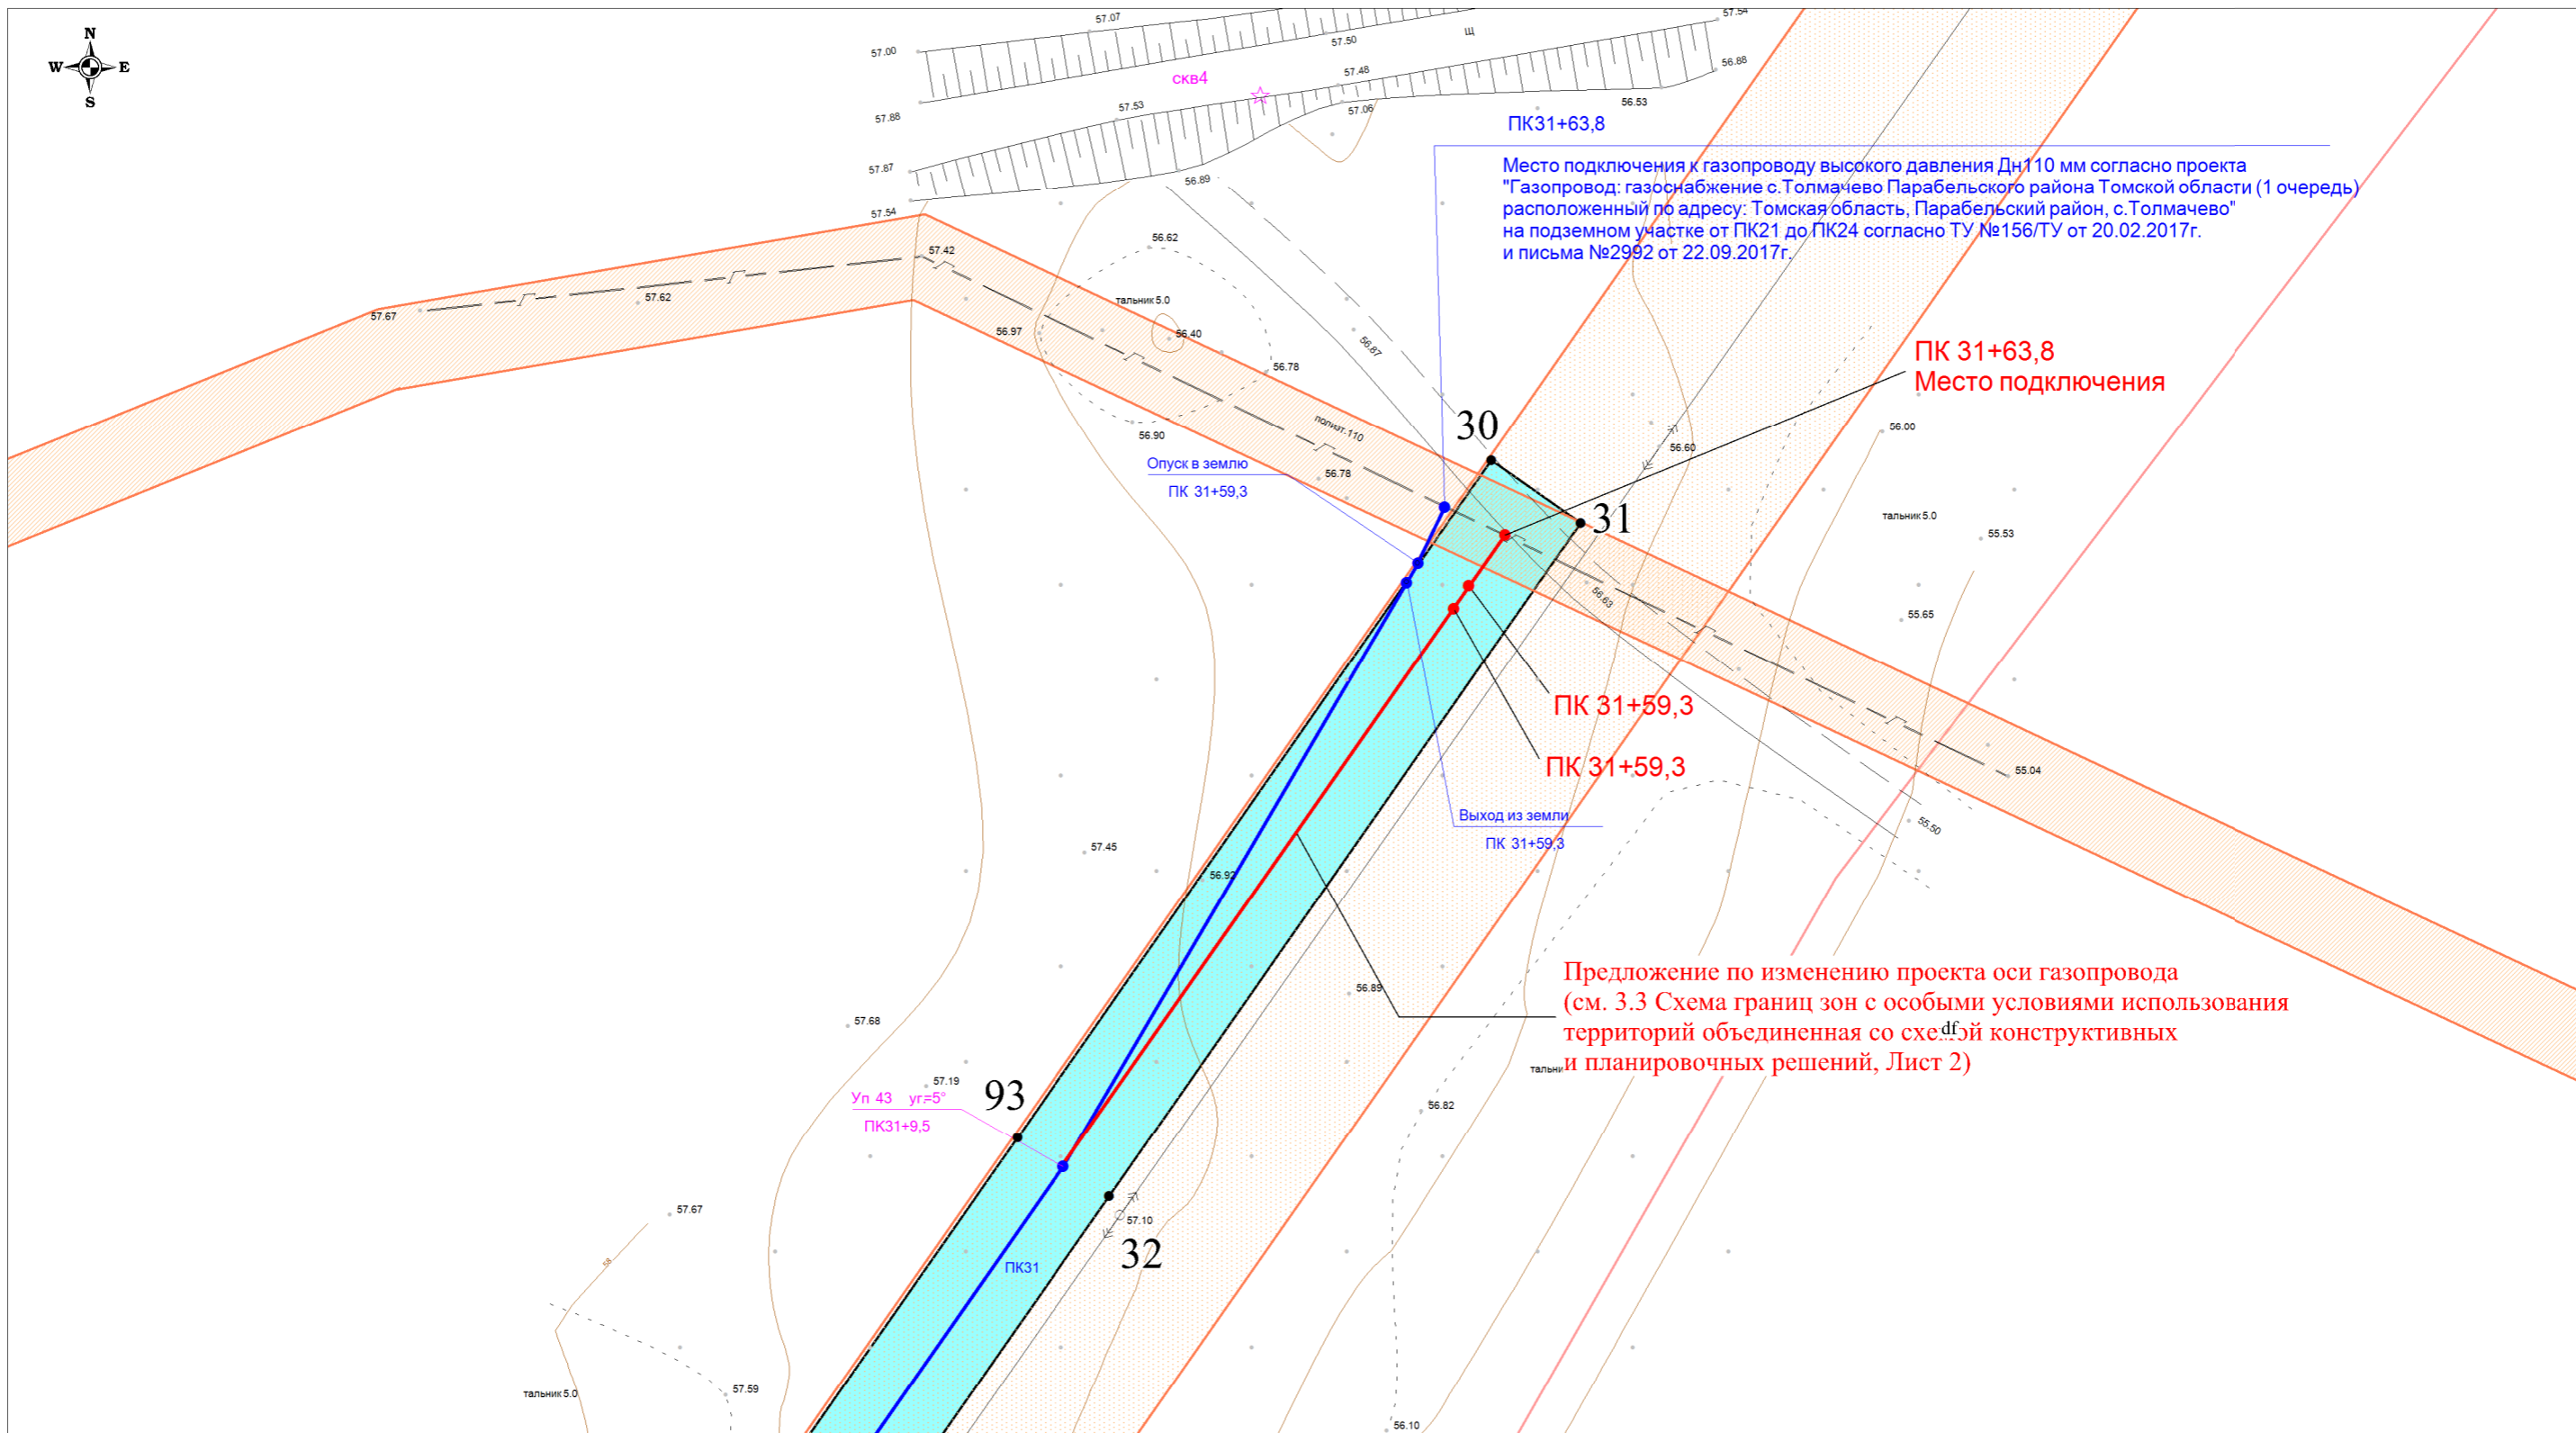 N
W E
S
57.07
57.00
57.50
щ
57.54
56.88
скв4
57.48
57.88
57.53
57.06
56.53
ПК31+63,8
57.87
56.89
57.54
Место подключения к газопроводу высокого давления Дн110 мм согласно проекта
"Газопровод: газоснабжение с.Толмачево Парабельского района Томской области (1 очередь)
расположенный по адресу: Томская область, Парабельский район, с.Толмачево"
на подземном участке от ПК21 до ПК24 согласно ТУ №156/ТУ от 20.02.2017г.
и письма №2992 от 22.09.2017г.
56.62
57.42
57.62
57.67
тальник 5.0
56.97
56.40
56.87
56.78
ПК 31+63,8
Место подключения
полиэт.110
56.90
30
56.60
56.00
Опуск в землю
ПК 31+59,3
56.78
31
тальник 5.0
55.53
56.63
55.65
ПК 31+59,3
ПК 31+59,3
55.04
Выход из земли
ПК 31+59,3
55.50
57.45
56.92
56.89
Предложение по изменению проекта оси газопровода
(см. 3.3 Схема границ зон с особыми условиями использования
территорий объединенная со схемой конструктивных
df
и планировочных решений, Лист 2)
тальни
57.68
57.19
Уп 43 уг=5°
ПК31+9,5
93
56.82
57.67
57.10
32
58
ПК31
57.59
тальник 5.0
56.10